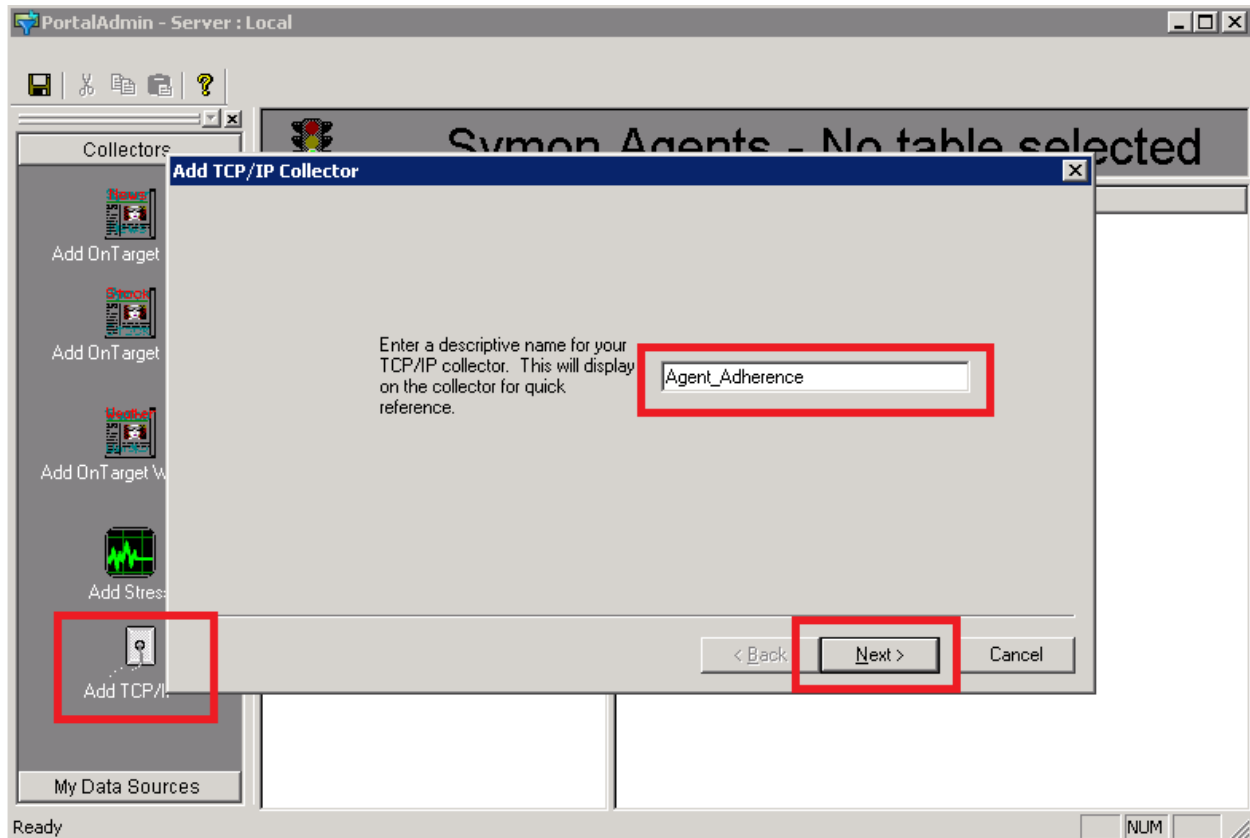 PortalAdmin - Server : Local
Collectors
Symon Agents - No table selected
Add TCP/IP Collector
News
Add OnTarget
Enter a descriptive name for your
TCP/IP collector. This will display
on the collector for quick
reference.
Agent_Adherence
Add OnTarget
Weather
Add OnTarget W
Add Stres
Add TCP/I
< Back
Next >
Cancel
My Data Sources
Ready
NUM